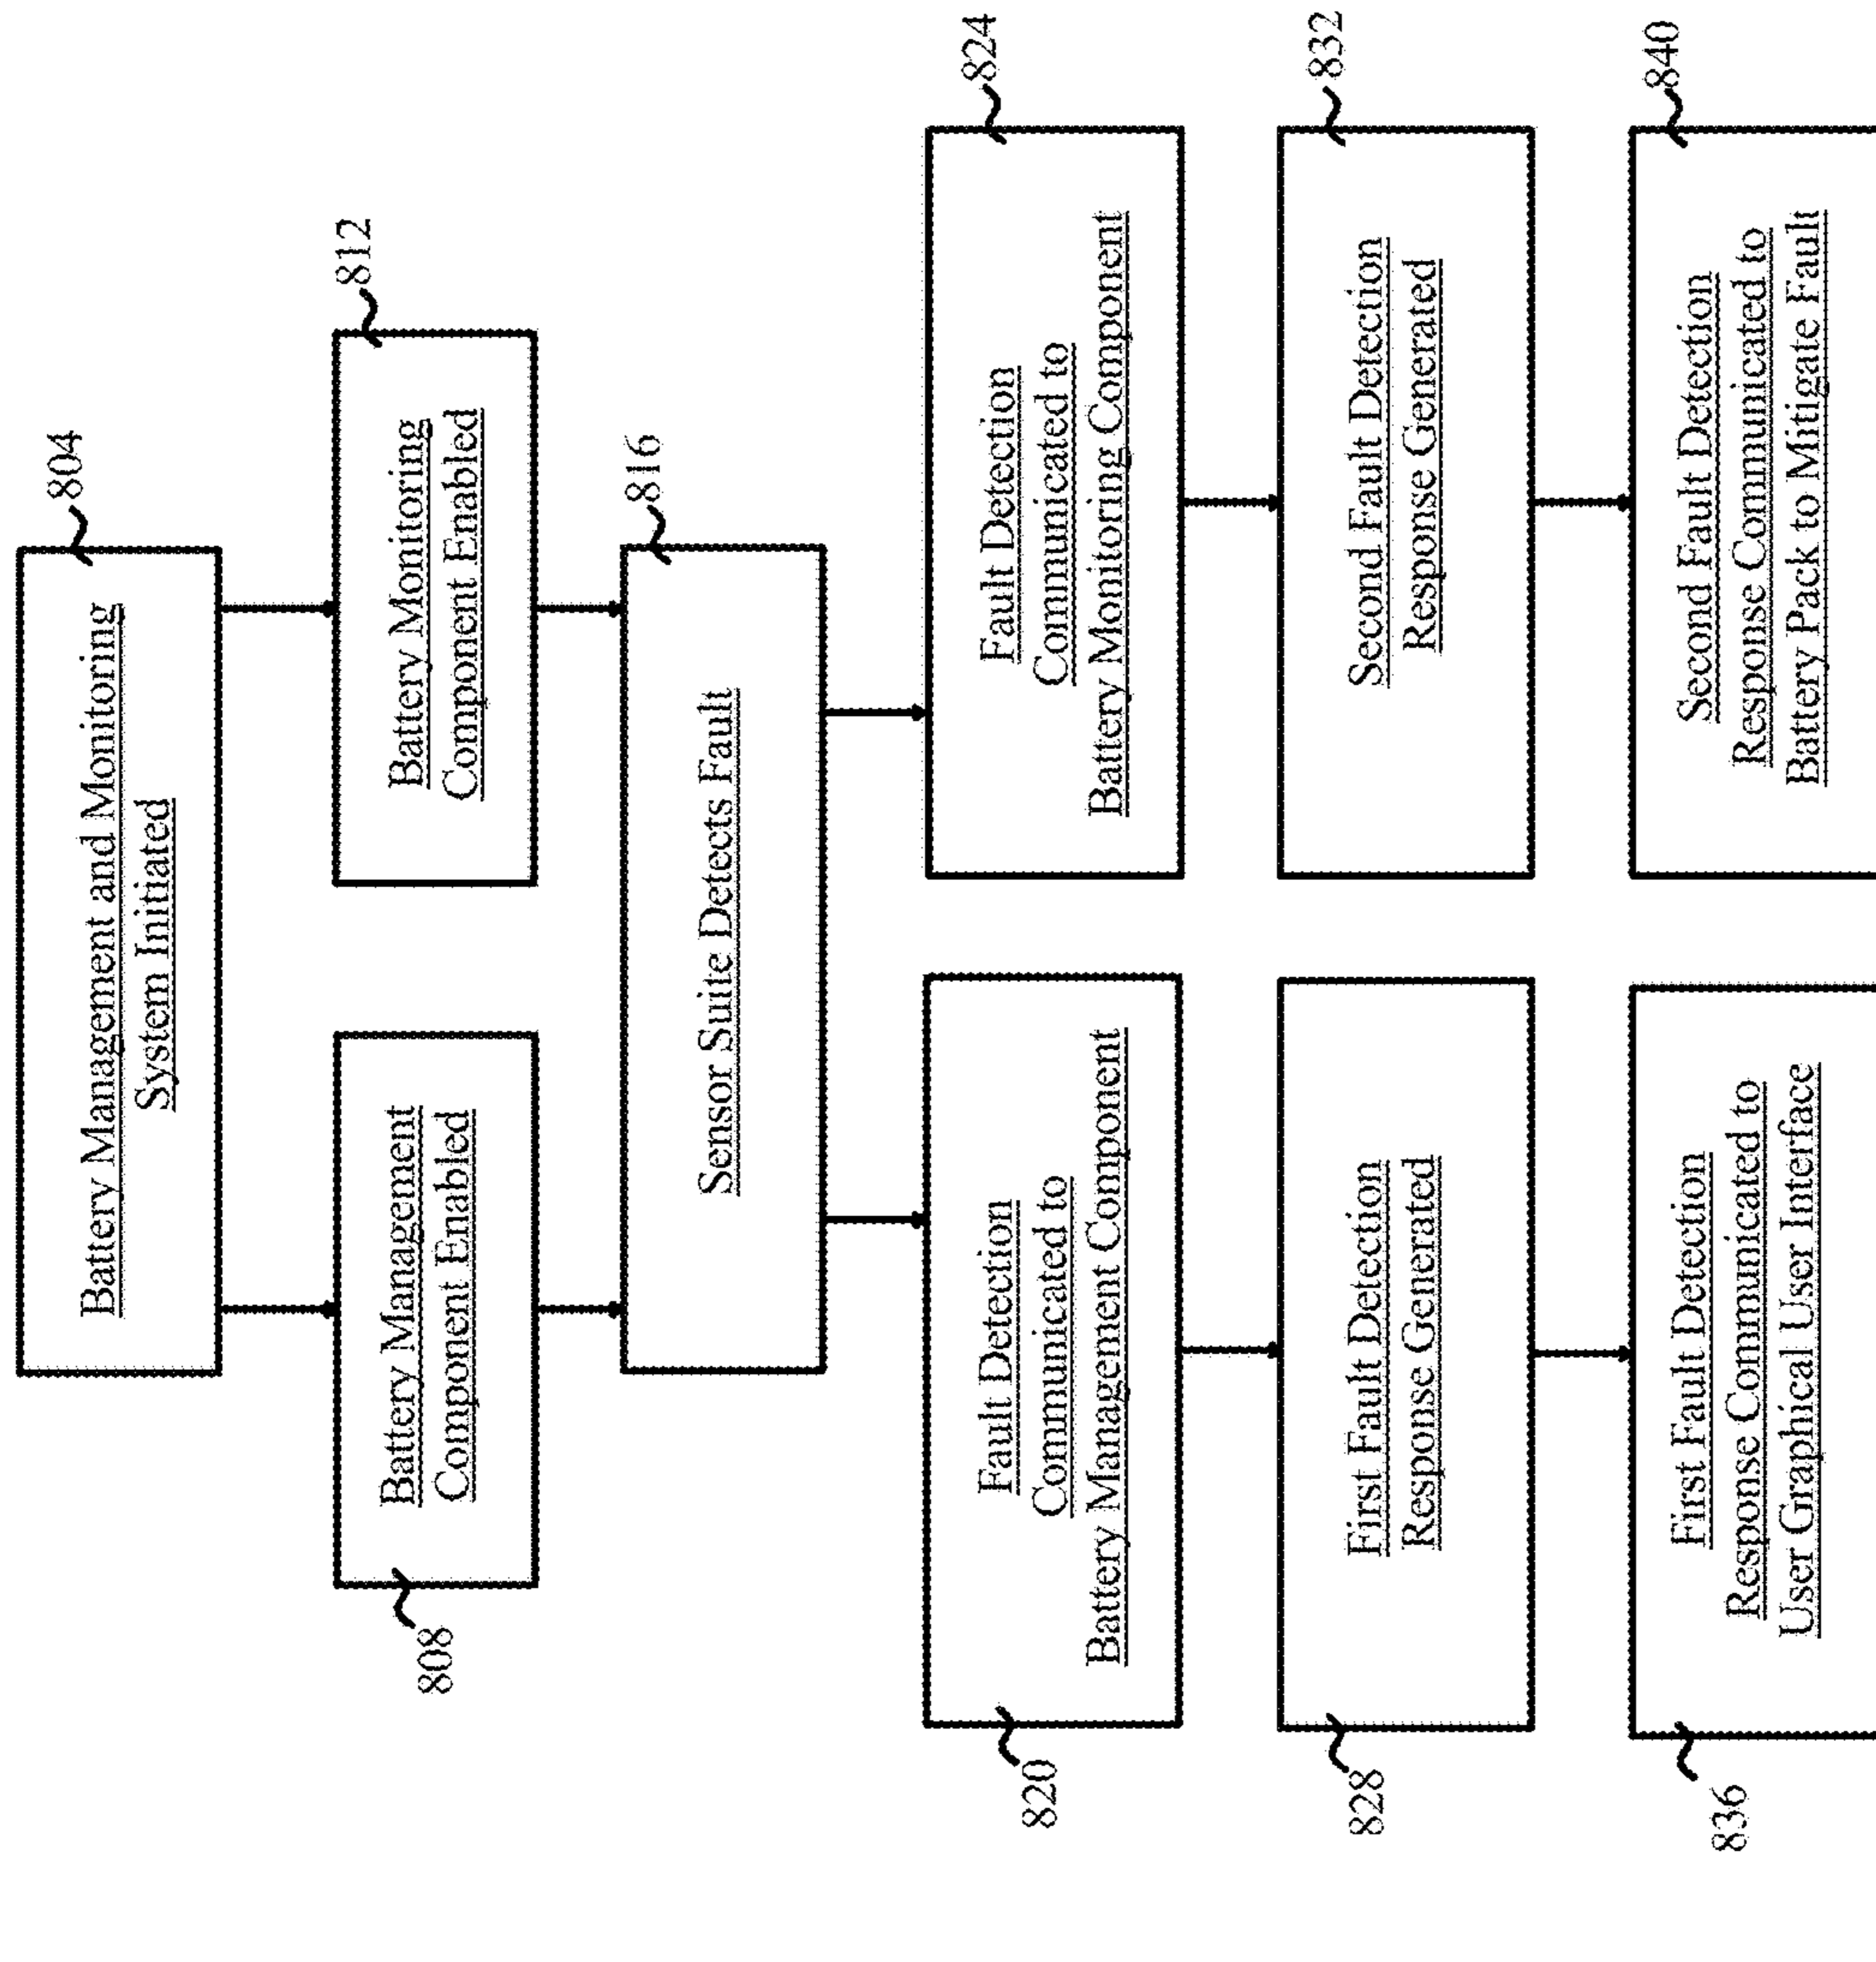 804
Battery Management and Monitoring
System Initiated
808
Battery Management
Component Enabled
812
Battery Monitoring
Component Enabled
816
Sensor Suite Detects Fault
820
Fault Detection
Communicated to
Battery Management Component
824
Fault Detection
Communicated to
Battery Monitoring Component
828
First Fault Detection
Response Generated
832
Second Fault Detection
Response Generated
836
First Fault Detection
Response Communicated to
User Graphical User Interface
840
Second Fault Detection
Response Communicated to
Battery Pack to Mitigate Fault